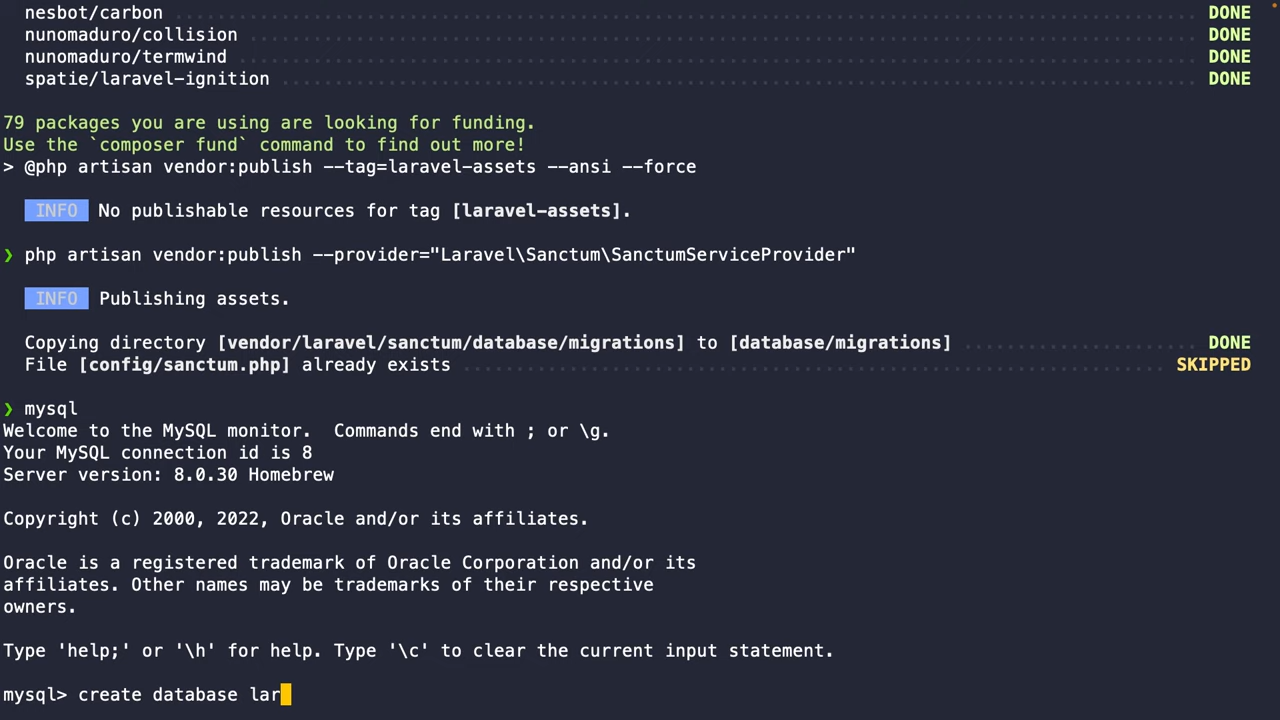 nesbot/carbon DONE
nunomaduro/collision DONE
nunomaduro/termwind DONE
spatie/laravel-ignition DONE
79 packages you are using are looking for funding.
Use the `composer fund` command to find out more!
> @php artisan vendor:publish --tag=laravel-assets --ansi --force
INFO No publishable resources for tag [laravel-assets].
❯ php artisan vendor:publish --provider="Laravel\Sanctum\SanctumServiceProvider"
INFO Publishing assets.
Copying directory [vendor/laravel/sanctum/database/migrations] to [database/migrations] DONE
File [config/sanctum.php] already exists SKIPPED
❯ mysql
Welcome to the MySQL monitor.  Commands end with ; or \g.
Your MySQL connection id is 8
Server version: 8.0.30 Homebrew
Copyright (c) 2000, 2022, Oracle and/or its affiliates.
Oracle is a registered trademark of Oracle Corporation and/or its
affiliates. Other names may be trademarks of their respective
owners.
Type 'help;' or '\h' for help. Type '\c' to clear the current input statement.
mysql> create database lar